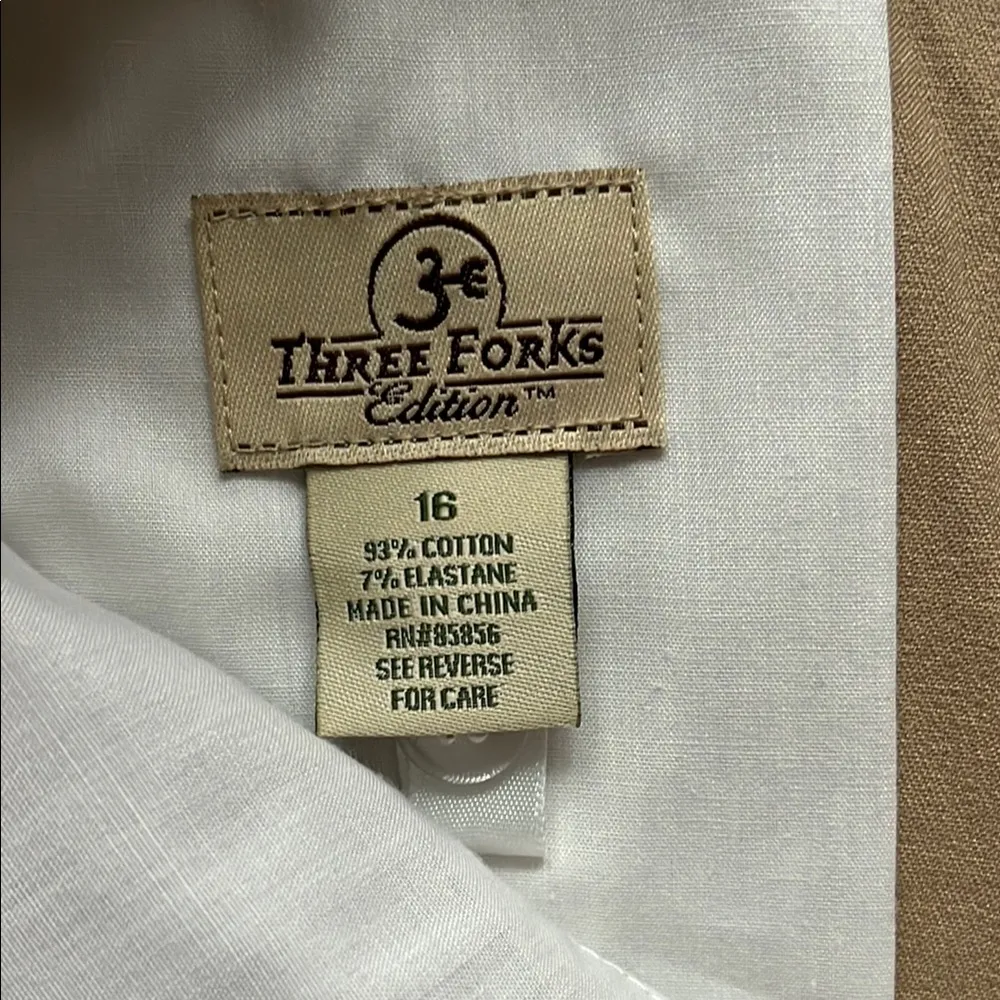 3
THREE FORKS
Edition™
16
93% COTTON
7% ELASTANE
MADE IN CHINA
RN#85856
SEE REVERSE
FOR CARE